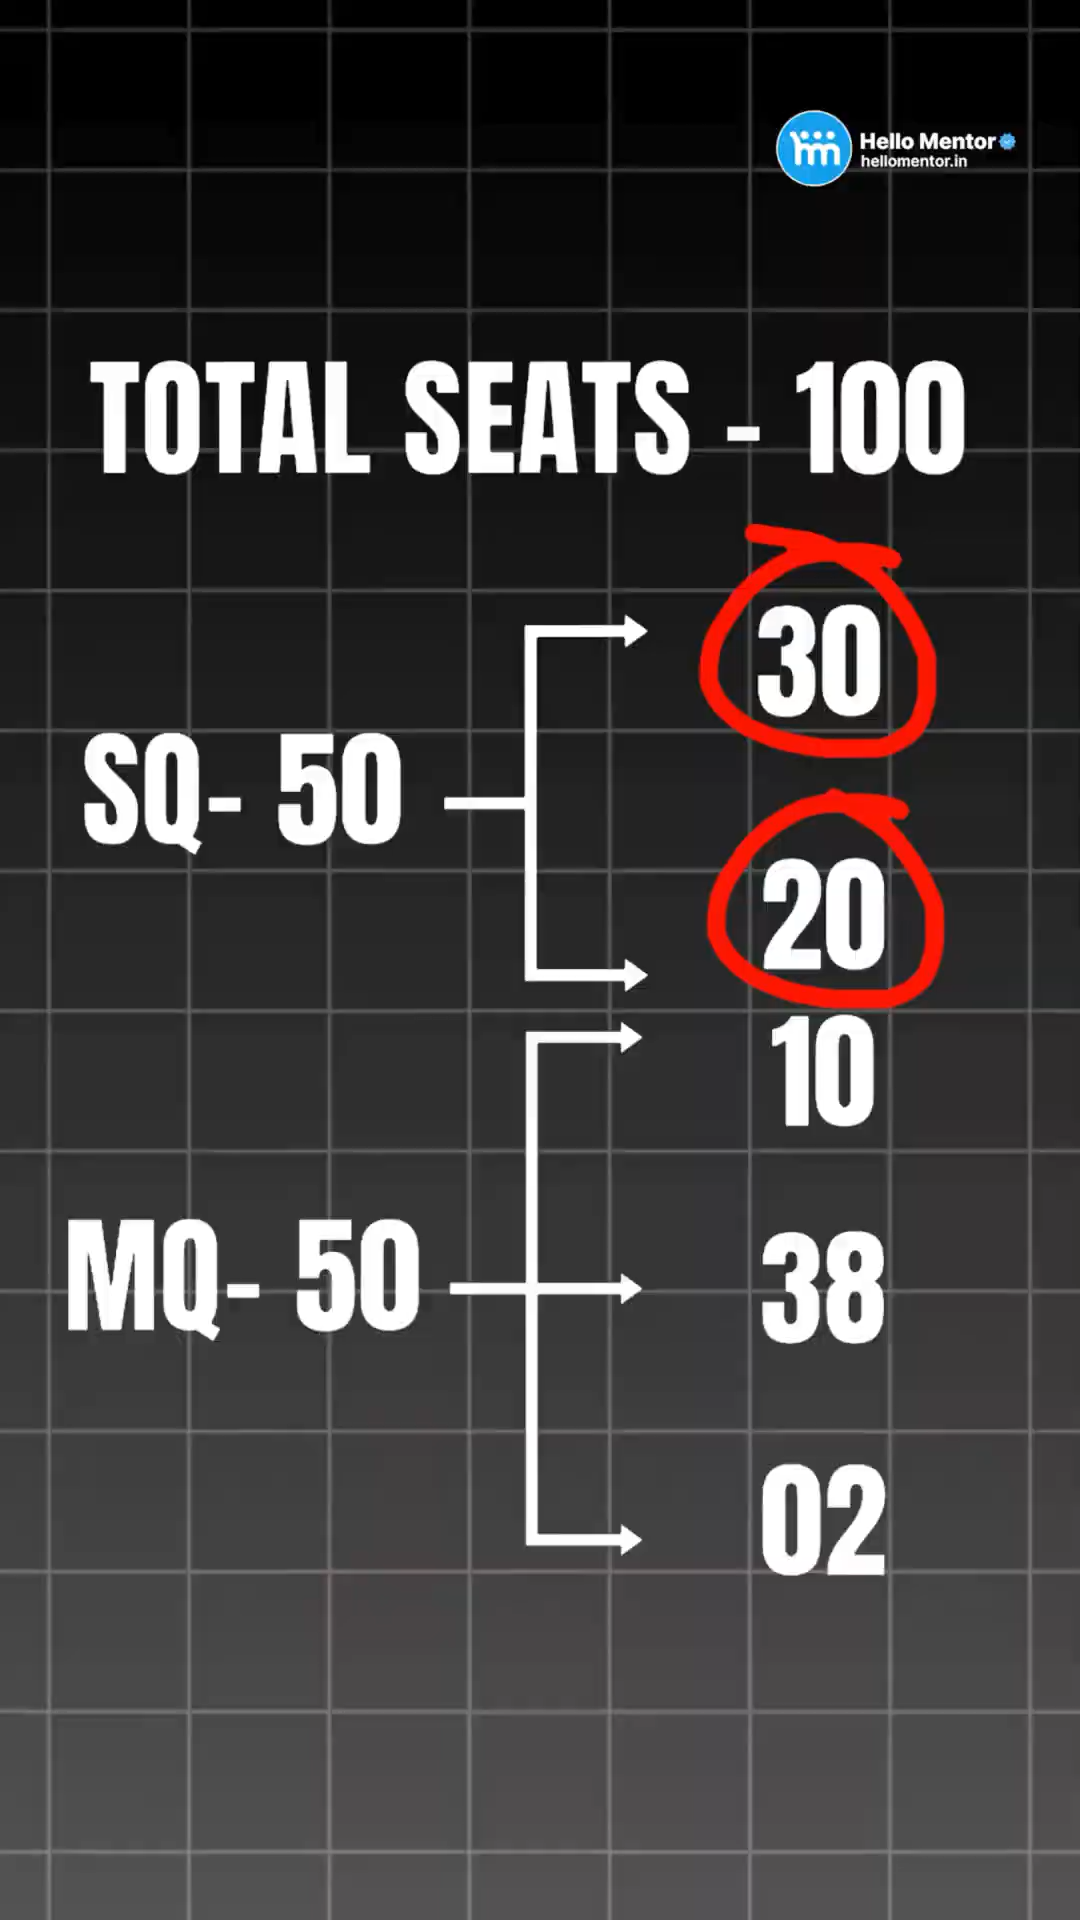 Hello Mentor
hellomentor.in
TOTAL SEATS - 100
30
SQ- 50
20
10
MQ- 50
38
02